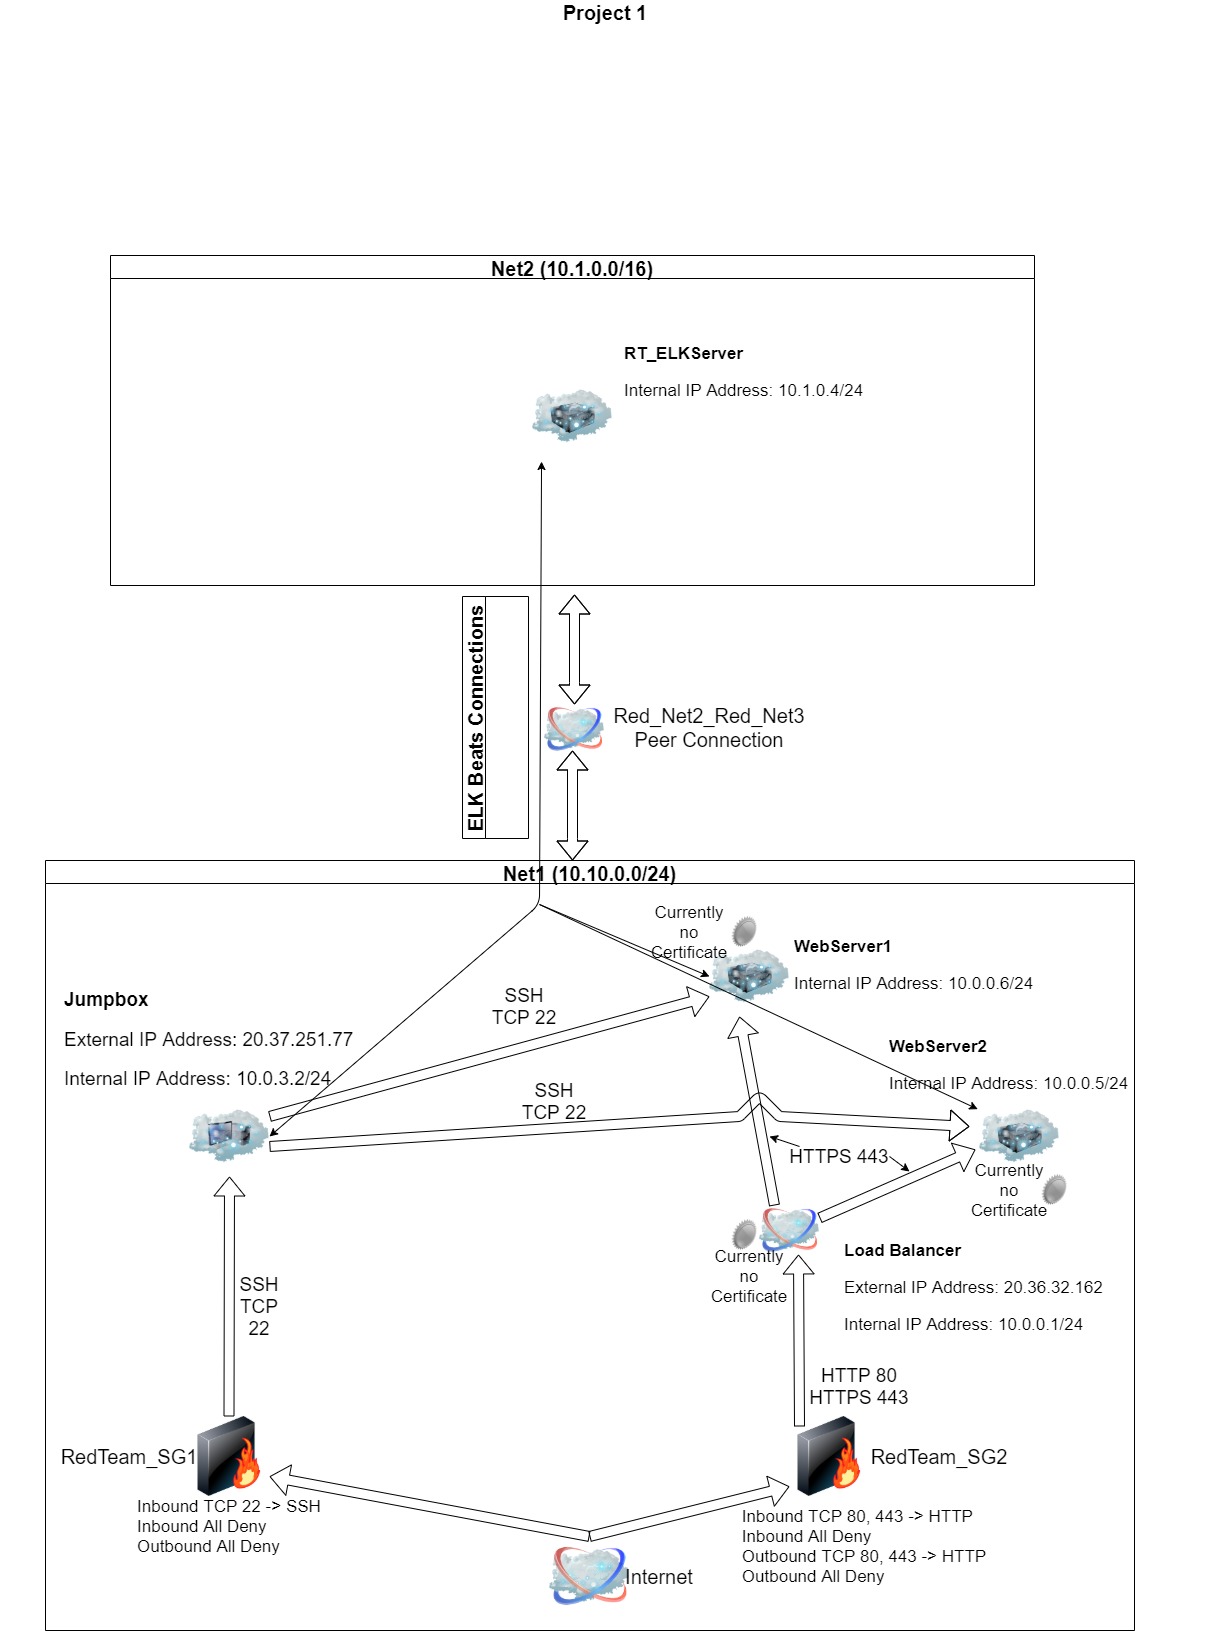 Project 1
Net2 (10.1.0.0/16)
RT_ELKServer
Internal IP Address: 10.1.0.4/24
ELK Beats Connections
Red_Net2_Red_Net3
Peer Connection
Net1 (10.10.0.0/24)
Currently
no
Certificate
WebServer1
Internal IP Address: 10.0.0.6/24
Jumpbox
External IP Address: 20.37.251.77
Internal IP Address: 10.0.3.2/24
SSH
TCP 22
WebServer2
Internal IP Address: 10.0.0.5/24
SSH
TCP 22
HTTPS 443
Currently
no
Certificate
Currently
no
Certificate
Load Balancer
External IP Address: 20.36.32.162
Internal IP Address: 10.0.0.1/24
SSH
TCP
22
HTTP 80
HTTPS 443
RedTeam_SG1
Inbound TCP 22 -> SSH
Inbound All Deny
Outbound All Deny
RedTeam_SG2
Inbound TCP 80, 443 -> HTTP
Inbound All Deny
Outbound TCP 80, 443 -> HTTP
Outbound All Deny
Internet